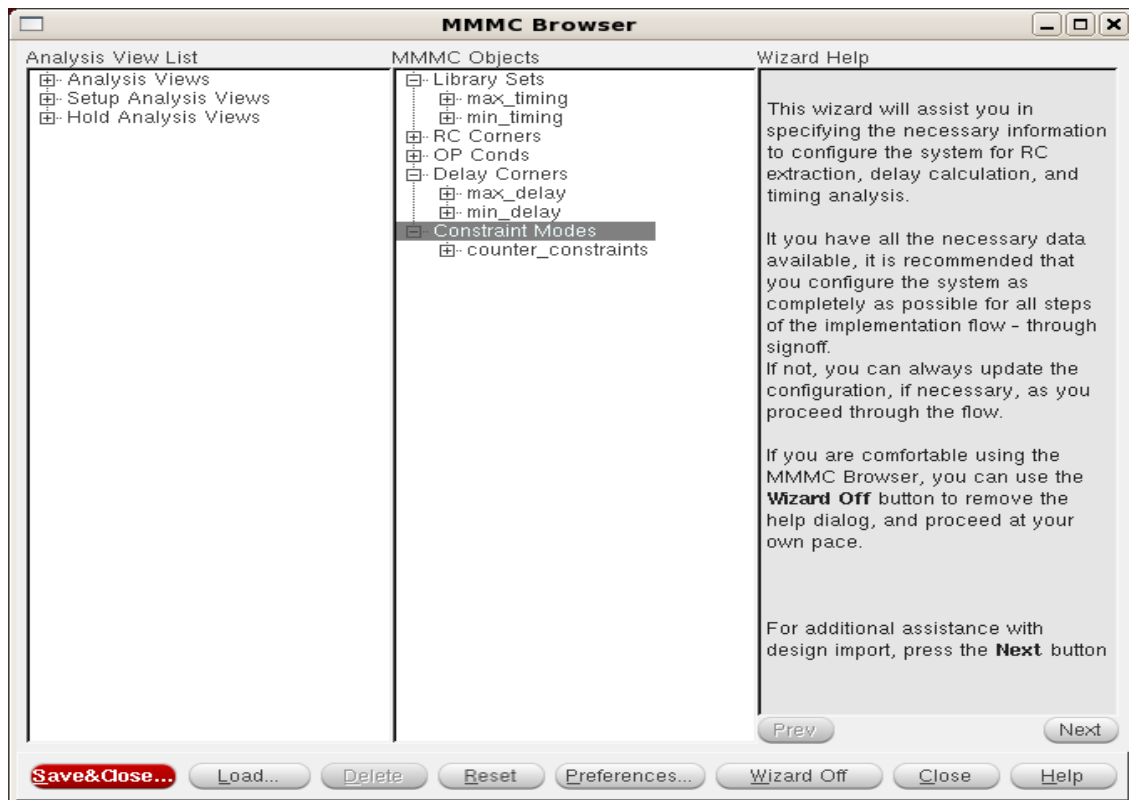 MMMC Browser
Analysis View List
Analysis Views
Setup Analysis Views
Hold Analysis Views
MMMC Objects
Library Sets
max_timing
min_timing
RC Corners
OP Conds
Delay Corners
max_delay
min_delay
Constraint Modes
counter_constraints
Wizard Help
This wizard will assist you in
specifying the necessary information
to configure the system for RC
extraction, delay calculation, and
timing analysis.
It you have all the necessary data
available, it is recommended that
you configure the system as
completely as possible for all steps
of the implementation flow - through
signoff.
If not, you can always update the
configuration, if necessary, as you
proceed through the flow.
If you are comfortable using the
MMMC Browser, you can use the
Wizard Off button to remove the
help dialog, and proceed at your
own pace.
For additional assistance with
design import, press the Next button
Prev Next
Save&Close... Load... Delete Reset Preferences... Wizard Off Close Help